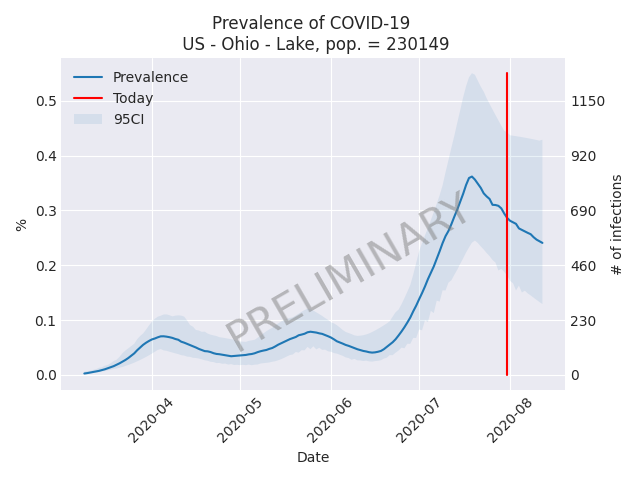 Prevalence of COVID-19
US - Ohio - Lake, pop. = 230149
Prevalence
Today
95CI
0.5
0.4
0.3
0.2
0.1
0.0
%
1150
920
690
460
230
0
# of infections
PRELIMINARY
2020-04
2020-05
2020-06
2020-07
2020-08
Date